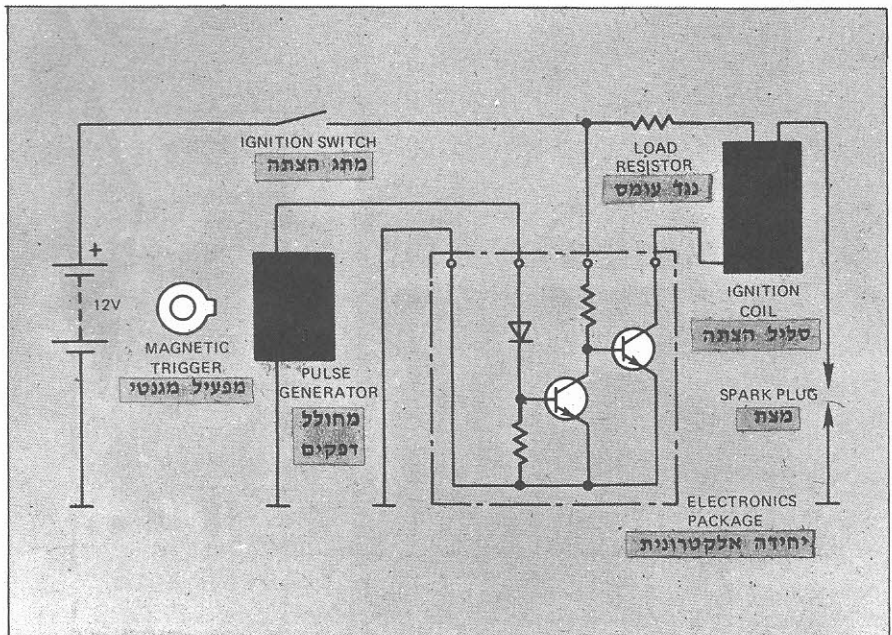 IGNITION SWITCH
מתג הצתה
LOAD
RESISTOR
נגד עומס
+
12V
MAGNETIC
TRIGGER
מפעיל מגנטי
PULSE
GENERATOR
מחולל
דפקים
IGNITION
COIL
סליל הצתה
SPARK PLUG
מצת
ELECTRONICS
PACKAGE
יחידה אלקטרונית